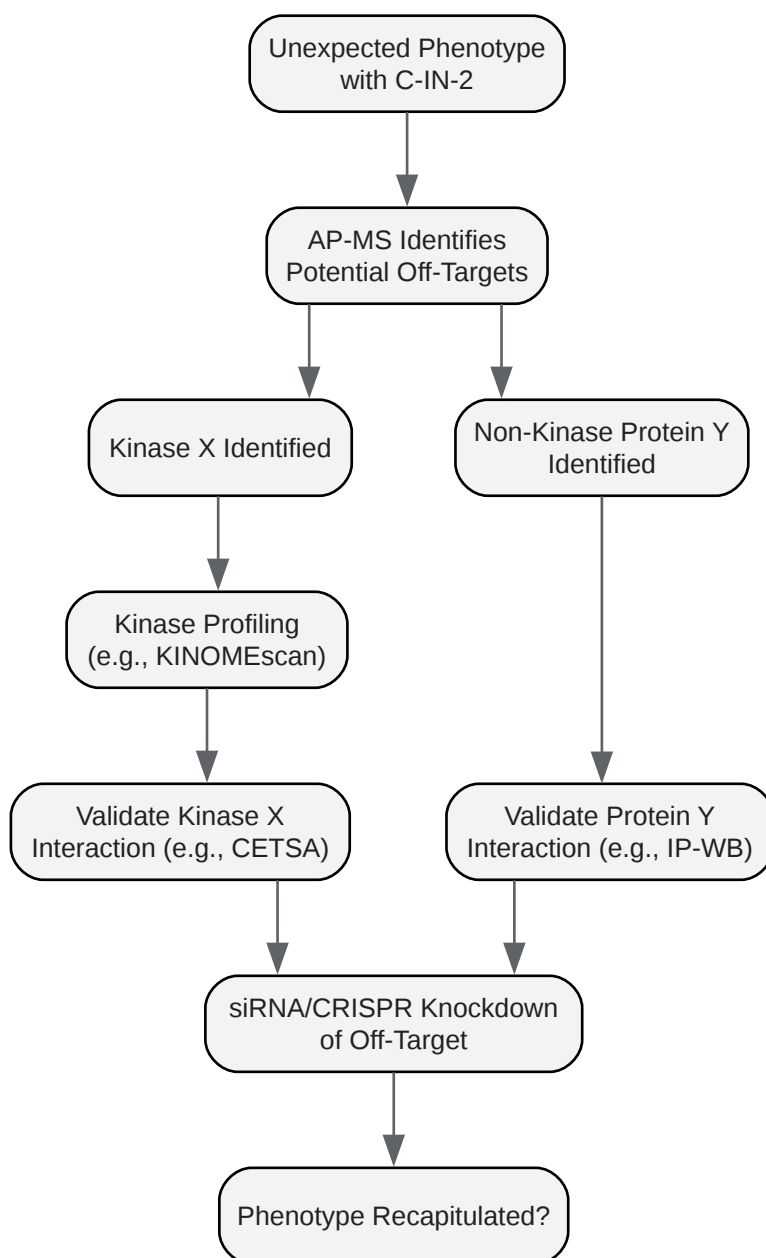 Unexpected Phenotype
with C-IN-2
AP-MS Identifies
Potential Off-Targets
Kinase X Identified
Non-Kinase Protein Y
Identified
Kinase Profiling
(e.g., KINOMEscan)
Validate Kinase X
Interaction (e.g., CETSA)
Validate Protein Y
Interaction (e.g., IP-WB)
siRNA/CRISPR Knockdown
of Off-Target
Phenotype Recapitulated?